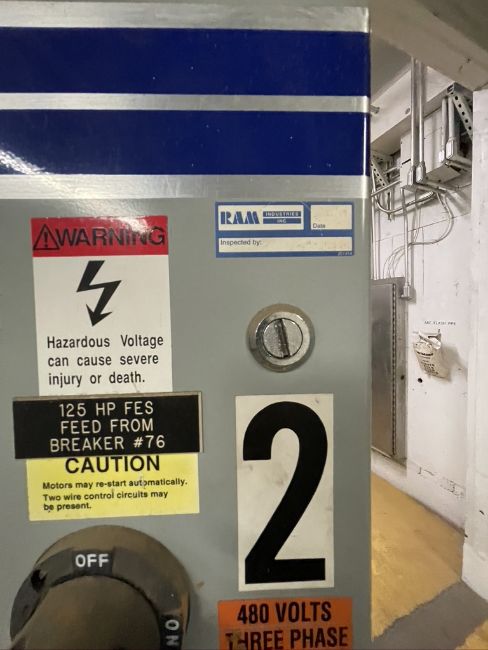 WARNING
Hazardous Voltage
can cause severe
injury or death.
125 HP FES
FEED FROM
BREAKER #76
CAUTION
Motors may re-start automatically.
Two wire control circuits may
be present.
OFF
ON
RAM INDUSTRIES INC
Date
Inspected by:
2
480 VOLTS
THREE PHASE